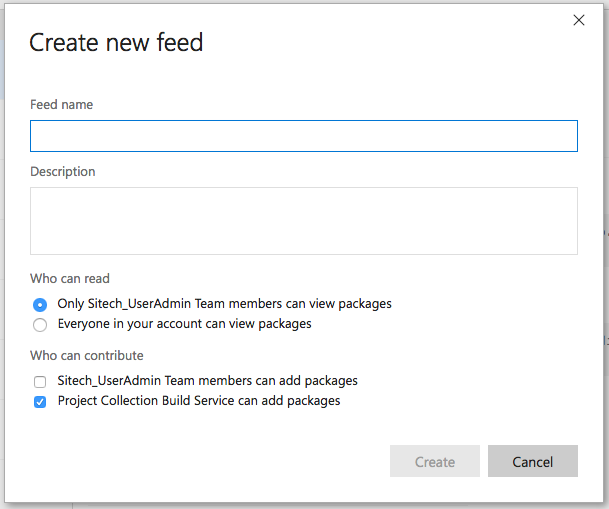 Create new feed
Feed name
Description
Who can read
Only Sitech_UserAdmin Team members can view packages
Everyone in your account can view packages
Who can contribute
Sitech_UserAdmin Team members can add packages
Project Collection Build Service can add packages
Create
Cancel